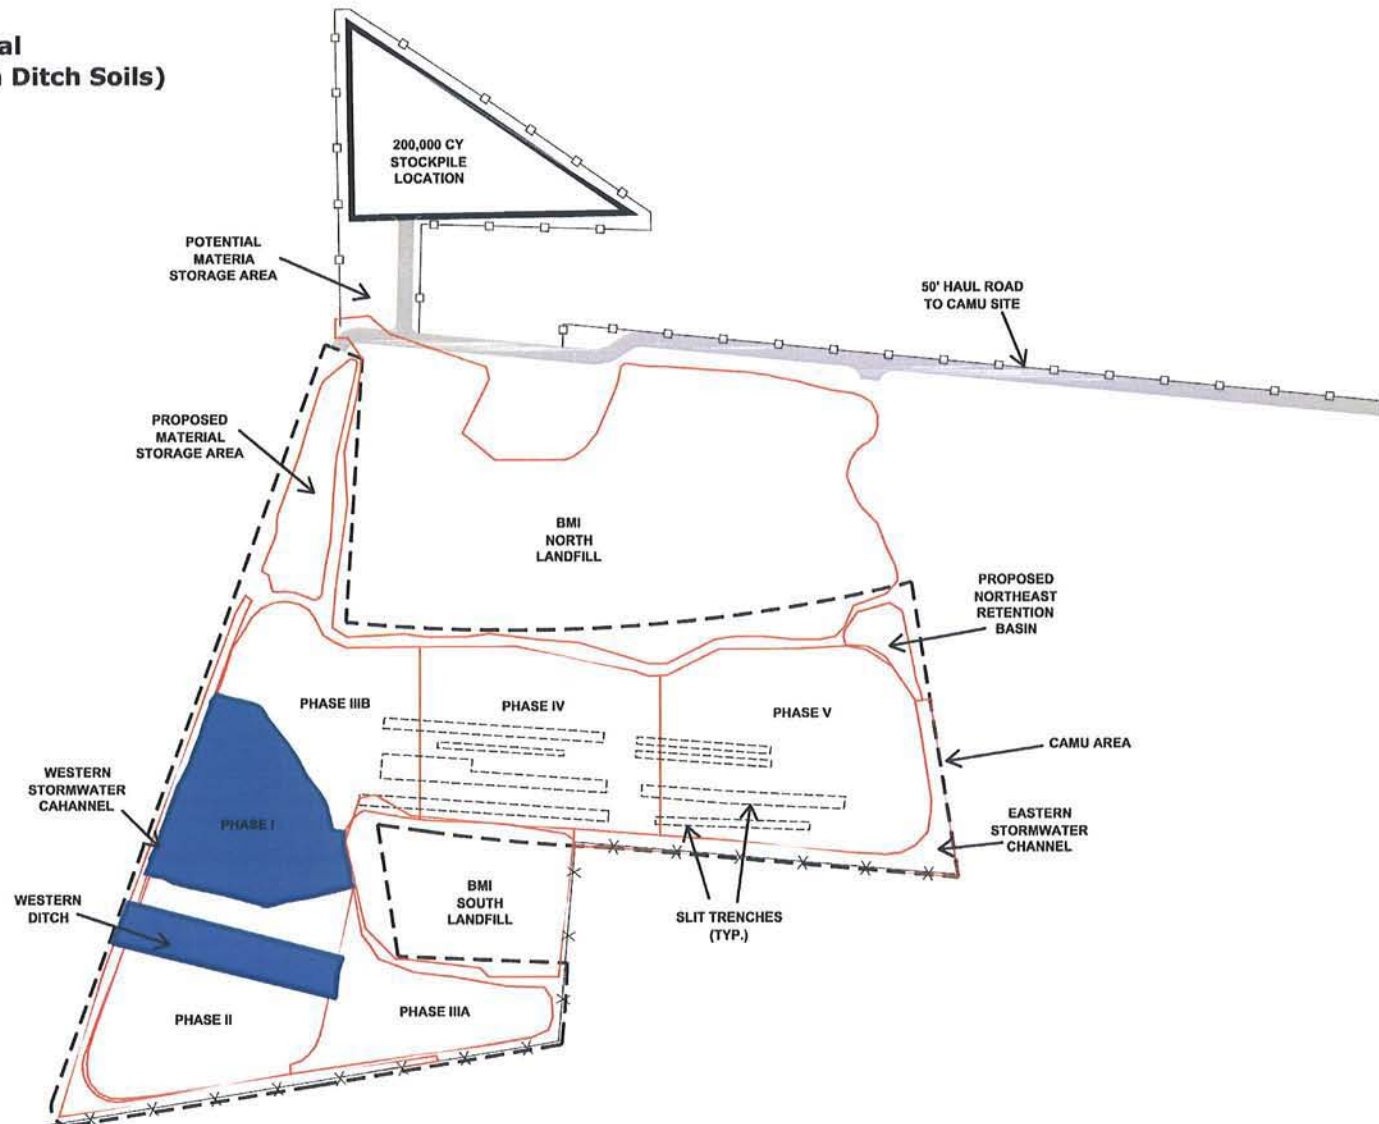 al
Ditch Soils)
200,000 CY
STOCKPILE
LOCATION
POTENTIAL
MATERIA
STORAGE AREA
50' HAUL ROAD
TO CAMU SITE
PROPOSED
MATERIAL
STORAGE AREA
BMI
NORTH
LANDFILL
PROPOSED
NORTHEAST
RETENTION
BASIN
PHASE IIIB
PHASE IV
PHASE V
CAMU AREA
WESTERN
STORMWATER
CAHANNEL
PHASE I
EASTERN
STORMWATER
CHANNEL
BMI
SOUTH
LANDFILL
WESTERN
DITCH
SLIT TRENCHES
(TYP.)
PHASE II
PHASE IIIA